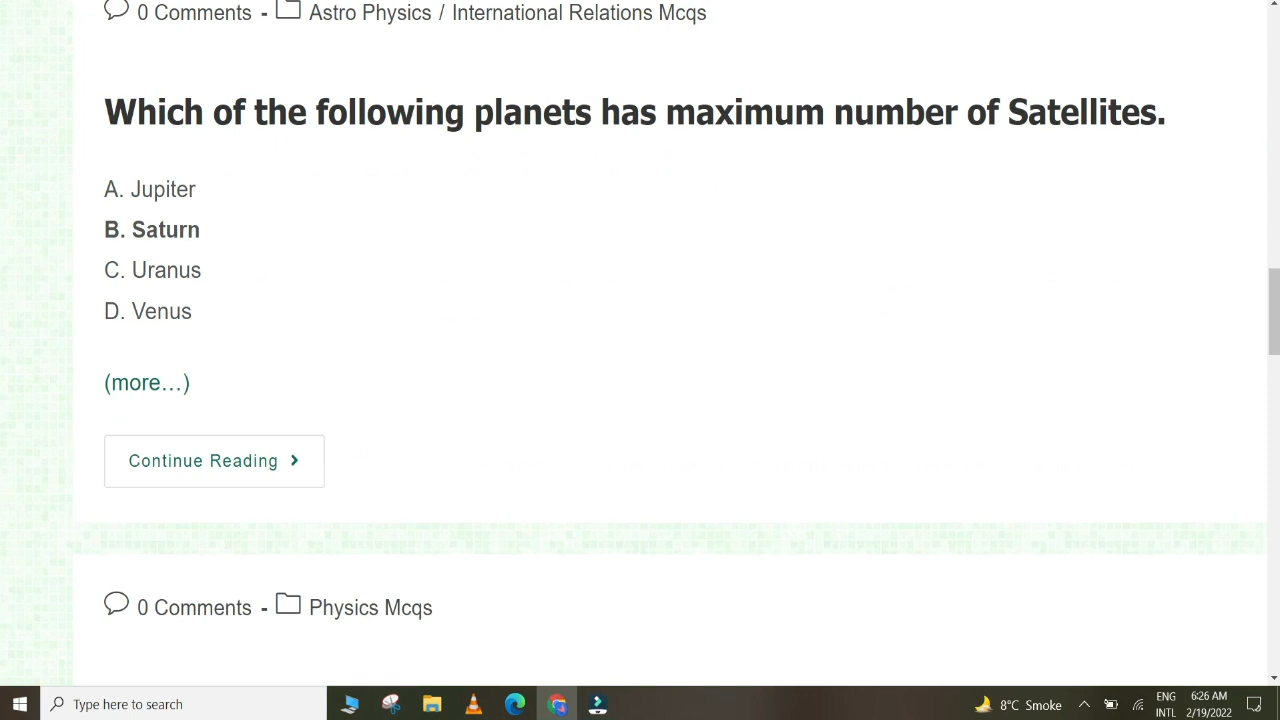 0 Comments - Astro Physics / International Relations Mcqs
Which of the following planets has maximum number of Satellites.
A. Jupiter
B. Saturn
C. Uranus
D. Venus
(more...)
Continue Reading
0 Comments - Physics Mcqs
Type here to search
8°C Smoke
ENG
INTL
6:26 AM
2/19/2022